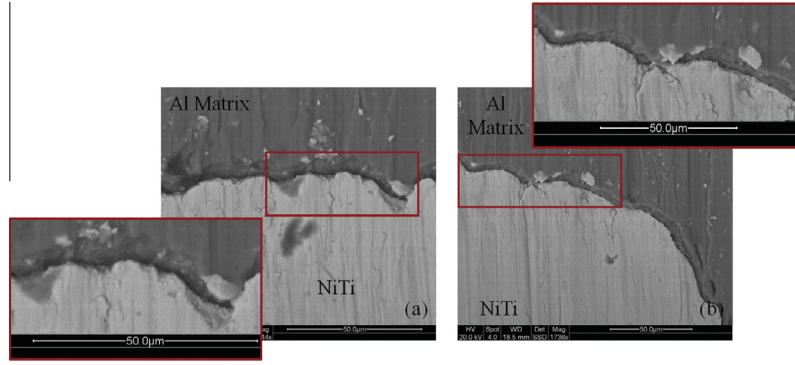 50.0µm
Al Matrix
Al
Matrix
NiTi
(a)
Mag
50.0µm
NiTi
(b)
HV Spot WD Det Mag
20.0 kV 4.0 18.5 mm SSD 1736x
50.0µm
50.0µm